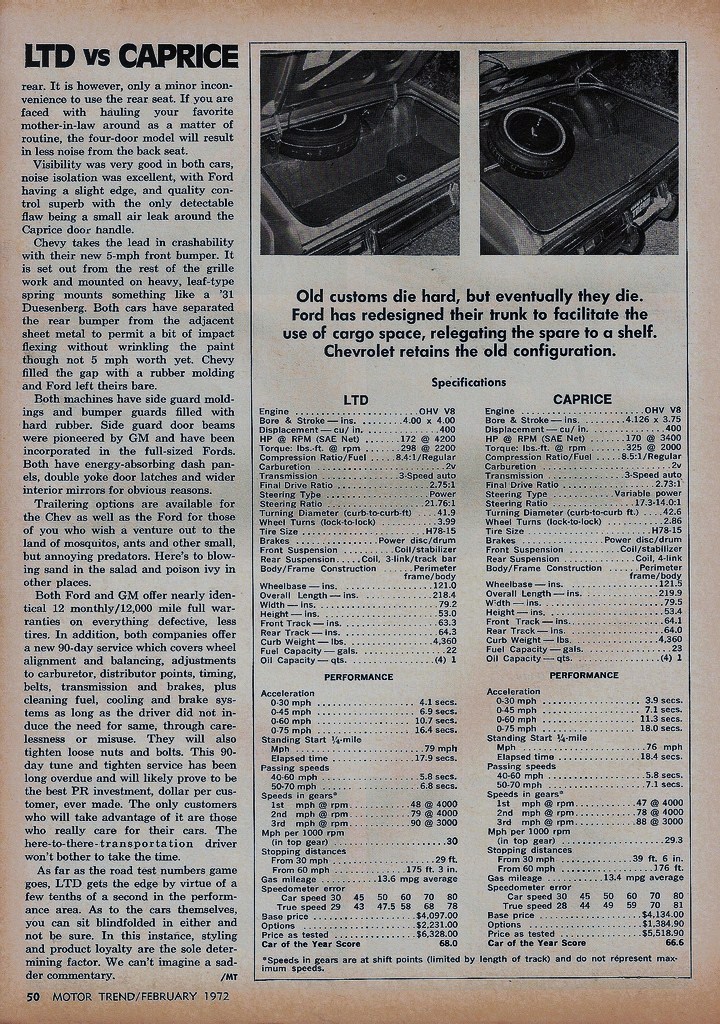 LTD vs CAPRICE
rear. It is however, only a minor incon-
venience to use the rear seat. If you are
faced with hauling your favorite
mother-in-law around as a matter of
routine, the four-door model will result
in less noise from the back seat.
Visibility was very good in both cars,
noise isolation was excellent, with Ford
having a slight edge, and quality con-
trol superb with the only detectable
flaw being a small air leak around the
Caprice door handle.
Chevy takes the lead in crashability
with their new 5-mph front bumper. It
is set out from the rest of the grille
work and mounted on heavy, leaf-type
spring mounts something like a '31
Duesenberg. Both cars have separated
the rear bumper from the adjacent
sheet metal to permit a bit of impact
flexing without wrinkling the paint
though not 5 mph worth yet. Chevy
filled the gap with a rubber molding
and Ford left theirs bare.
Both machines have side guard mold-
ings and bumper guards filled with
hard rubber. Side guard door beams
were pioneered by GM and have been
incorporated in the full-sized Fords.
Both have energy-absorbing dash pan-
els, double yoke door latches and wider
interior mirrors for obvious reasons.
Trailering options are available for
the Chev as well as the Ford for those
of you who wish a venture out to the
land of mosquitos, ants and other small,
but annoying predators. Here's to blow-
ing sand in the salad and poison ivy in
other places.
Both Ford and GM offer nearly iden-
tical 12 monthly/12,000 mile full war-
ranties on everything defective, less
tires. In addition, both companies offer
a new 90-day service which covers wheel
alignment and balancing, adjustments
to carburetor, distributor points, timing,
belts, transmission and brakes, plus
cleaning fuel, cooling and brake sys-
tems as long as the driver did not in-
duce the need for same, through care-
lessness or misuse. They will also
tighten loose nuts and bolts. This 90-
day tune and tighten service has been
long overdue and will likely prove to be
the best PR investment, dollar per cus-
tomer, ever made. The only customers
who will take advantage of it are those
who really care for their cars. The
here-to-there-transportation driver
won't bother to take the time.
As far as the road test numbers game
goes, LTD gets the edge by virtue of a
few tenths of a second in the perform-
ance area. As to the cars themselves,
you can sit blindfolded in either and
not be sure. In this instance, styling
and product loyalty are the sole deter-
mining factor. We can't imagine a sad-
der commentary. /MT
Old customs die hard, but eventually they die.
Ford has redesigned their trunk to facilitate the
use of cargo space, relegating the spare to a shelf.
Chevrolet retains the old configuration.
Specifications
LTD
Engine ... OHV V8
Bore & Stroke — ins. ... 4.00 x 4.00
Displacement — cu/ in. ... 400
HP @ RPM (SAE Net) ... 172 @ 4200
Torque: lbs.-ft. @ rpm ... 298 @ 2200
Compression Ratio/Fuel ... 8.4:1/Regular
Carburetion ... 2v
Transmission ... 3-Speed auto
Final Drive Ratio ... 2.75:1
Steering Type ... Power
Steering Ratio ... 21.76:1
Turning Diameter (curb-to-curb-ft) ... 41.9
Wheel Turns (lock-to-lock) ... 3.99
Tire Size ... H78-15
Brakes ... Power disc/drum
Front Suspension ... Coil/stabilizer
Rear Suspension ... Coil, 3-link/track bar
Body/Frame Construction ... Perimeter
frame/body
Wheelbase — ins. ... 121.0
Overall Length — ins. ... 218.4
Width — ins. ... 79.2
Height — ins. ... 53.0
Front Track — ins. ... 63.3
Rear Track — ins. ... 64.3
Curb Weight — lbs. ... 4,360
Fuel Capacity — gals. ... 22
Oil Capacity — qts. ... (4) 1
PERFORMANCE
Acceleration
0-30 mph ... 4.1 secs.
0-45 mph ... 6.9 secs.
0-60 mph ... 10.7 secs.
0-75 mph ... 16.4 secs.
Standing Start ¼-mile
Mph ... 79 mph
Elapsed time ... 17.9 secs.
Passing speeds
40-60 mph ... 5.8 secs.
50-70 mph ... 6.8 secs.
Speeds in gears*
1st mph @ rpm ... 48 @ 4000
2nd mph @ rpm ... 79 @ 4000
3rd mph @ rpm ... 90 @ 3000
Mph per 1000 rpm
(in top gear) ... 30
Stopping distances
From 30 mph ... 29 ft.
From 60 mph ... 175 ft. 3 in.
Gas mileage ... 13.6 mpg average
Speedometer error
Car speed 30 45 50 60 70 80
True speed 29 43 47.5 58 68 78
Base price ... $4,097.00
Options ... $2,231.00
Price as tested ... $6,328.00
Car of the Year Score 68.0
CAPRICE
Engine ... OHV V8
Bore & Stroke — ins. ... 4.126 x 3.75
Displacement — cu/ in. ... 400
HP @ RPM (SAE Net) ... 170 @ 3400
Torque: lbs.-ft. @ rpm ... 325 @ 2000
Compression Ratio/Fuel ... 8.5:1/Regular
Carburetion ... 2v
Transmission ... 3-Speed auto
Final Drive Ratio ... 2.73:1
Steering Type ... Variable power
Steering Ratio ... 17.3-14.0:1
Turning Diameter (curb-to-curb ft.) ... 42.6
Wheel Turns (lock-to-lock) ... 2.86
Tire Size ... H78-15
Brakes ... Power disc/drum
Front Suspension ... Coil/stabilizer
Rear Suspension ... Coil, 4-link
Body/Frame Construction ... Perimeter
frame/body
Wheelbase — ins. ... 121.5
Overall Length — ins. ... 219.9
Width — ins. ... 79.5
Height — ins. ... 53.4
Front Track — ins. ... 64.1
Rear Track — ins. ... 64.0
Curb Weight — lbs. ... 4,360
Fuel Capacity — gals. ... 23
Oil Capacity — qts. ... (4) 1
PERFORMANCE
Acceleration
0-30 mph ... 3.9 secs.
0-45 mph ... 7.1 secs.
0-60 mph ... 11.3 secs.
0-75 mph ... 18.0 secs.
Standing Start ¼-mile
Mph ... 76 mph
Elapsed time ... 18.4 secs.
Passing speeds
40-60 mph ... 5.8 secs.
50-70 mph ... 7.1 secs.
Speeds in gears*
1st mph @ rpm ... 47 @ 4000
2nd mph @ rpm ... 78 @ 4000
3rd mph @ rpm ... 88 @ 3000
Mph per 1000 rpm
(in top gear) ... 29.3
Stopping distances
From 30 mph ... 39 ft. 6 in.
From 60 mph ... 176 ft.
Gas mileage ... 13.4 mpg average
Speedometer error
Car speed 30 45 50 60 70 80
True speed 28 44 49 59 70 81
Base price ... $4,134.00
Options ... $1,384.90
Price as tested ... $5,518.90
Car of the Year Score 66.6
*Speeds in gears are at shift points (limited by length of track) and do not represent max-
imum speeds.
50 MOTOR TREND/FEBRUARY 1972